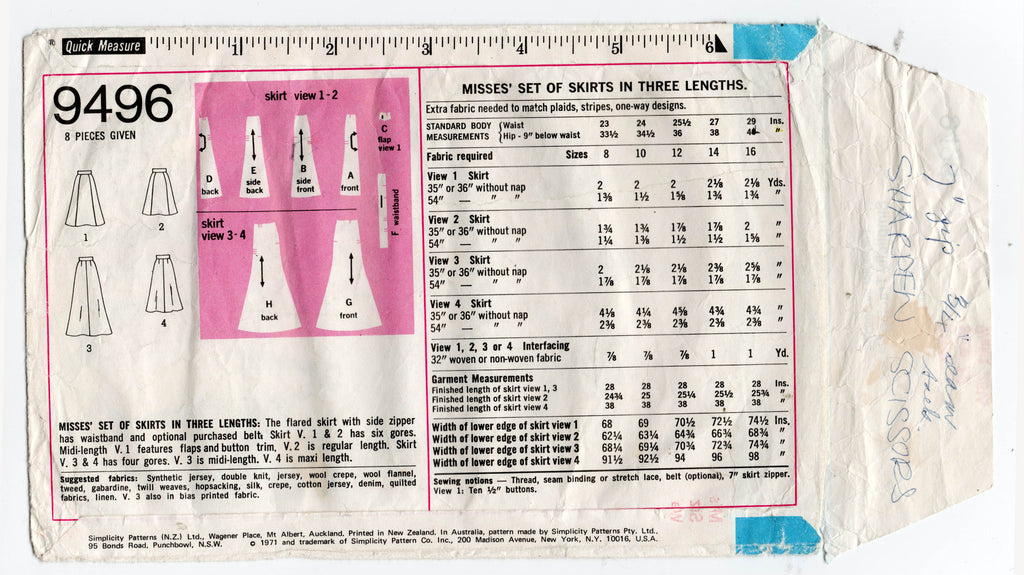 Quick Measure
1 2 3 4 5 6
9496
8 PIECES GIVEN
1
2
3
4
skirt view 1-2
D
back
E
side
back
B
side
front
A
front
C
flap
view 1
F waistband
skirt
view 3-4
H
back
G
front
MISSES' SET OF SKIRTS IN THREE LENGTHS: The flared skirt with side zipper
has waistband and optional purchased belt. Skirt V. 1 & 2 has six gores.
Midi-length V. 1 features flaps and button trim, V. 2 is regular length. Skirt
V. 3 & 4 has four gores. V. 3 is midi-length. V. 4 is maxi length.
Suggested fabrics: Synthetic jersey, double knit, jersey, wool crepe, wool flannel,
tweed, gabardine, twill weaves, hopsacking, silk, crepe, cotton jersey, denim, quilted
fabrics, linen. V. 3 also in bias printed fabric.
MISSES' SET OF SKIRTS IN THREE LENGTHS.
Extra fabric needed to match plaids, stripes, one-way designs.
STANDARD BODY { Waist 23 24 25½ 27 29 Ins.
MEASUREMENTS } Hip - 9" below waist 33½ 34½ 36 38 40 "
Fabric required Sizes 8 10 12 14 16
View 1 Skirt
35" or 36" without nap 2 2 2 2⅛ 2⅛ Yds.
54" — " " 1⅜ 1½ 1⅝ 1¾ 1¾ "
View 2 Skirt
35" or 36" without nap 1¾ 1¾ 1⅞ 1⅞ 2 "
54" — " " 1¼ 1⅜ 1½ 1½ 1⅝ "
View 3 Skirt
35" or 36" without nap 2 2⅛ 2⅛ 2⅜ 2⅝ "
54" — " " 1⅞ 1⅞ 1⅞ 1⅞ 1⅞ "
View 4 Skirt
35" or 36" without nap 4⅛ 4¼ 4⅝ 4¾ 4¾ "
54" — " " 2⅜ 2⅜ 2⅜ 2⅜ 2⅜ "
View 1, 2, 3 or 4 Interfacing
32" woven or non-woven fabric ⅞ ⅞ ⅞ 1 1 Yd.
Garment Measurements
Finished length of skirt view 1, 3 28 28 28 28 28 Ins.
Finished length of skirt view 2 24¾ 25 25¼ 25½ 25¾ "
Finished length of skirt view 4 38 38 38 38 38 "
Width of lower edge of skirt view 1 68 69 70½ 72½ 74½ Ins.
Width of lower edge of skirt view 2 62¼ 63¼ 64¾ 66¾ 68¾ "
Width of lower edge of skirt view 3 68¼ 69¼ 70¾ 72¾ 74¾ "
Width of lower edge of skirt view 4 91½ 92½ 94 96 98 "
Sewing notions — Thread, seam binding or stretch lace, belt (optional), 7" skirt zipper.
View 1: Ten ½" buttons.
Simplicity Patterns (N.Z.) Ltd., Wagener Place, Mt Albert, Auckland. Printed in New Zealand. In Australia, pattern made by Simplicity Patterns Pty. Ltd.,
95 Bonds Road, Punchbowl, N.S.W. © 1971 and trademark of Simplicity Pattern Co. Inc., 200 Madison Avenue, New York, N.Y. 10016, U.S.A.
7" zip
SHARPEN SCISSORS